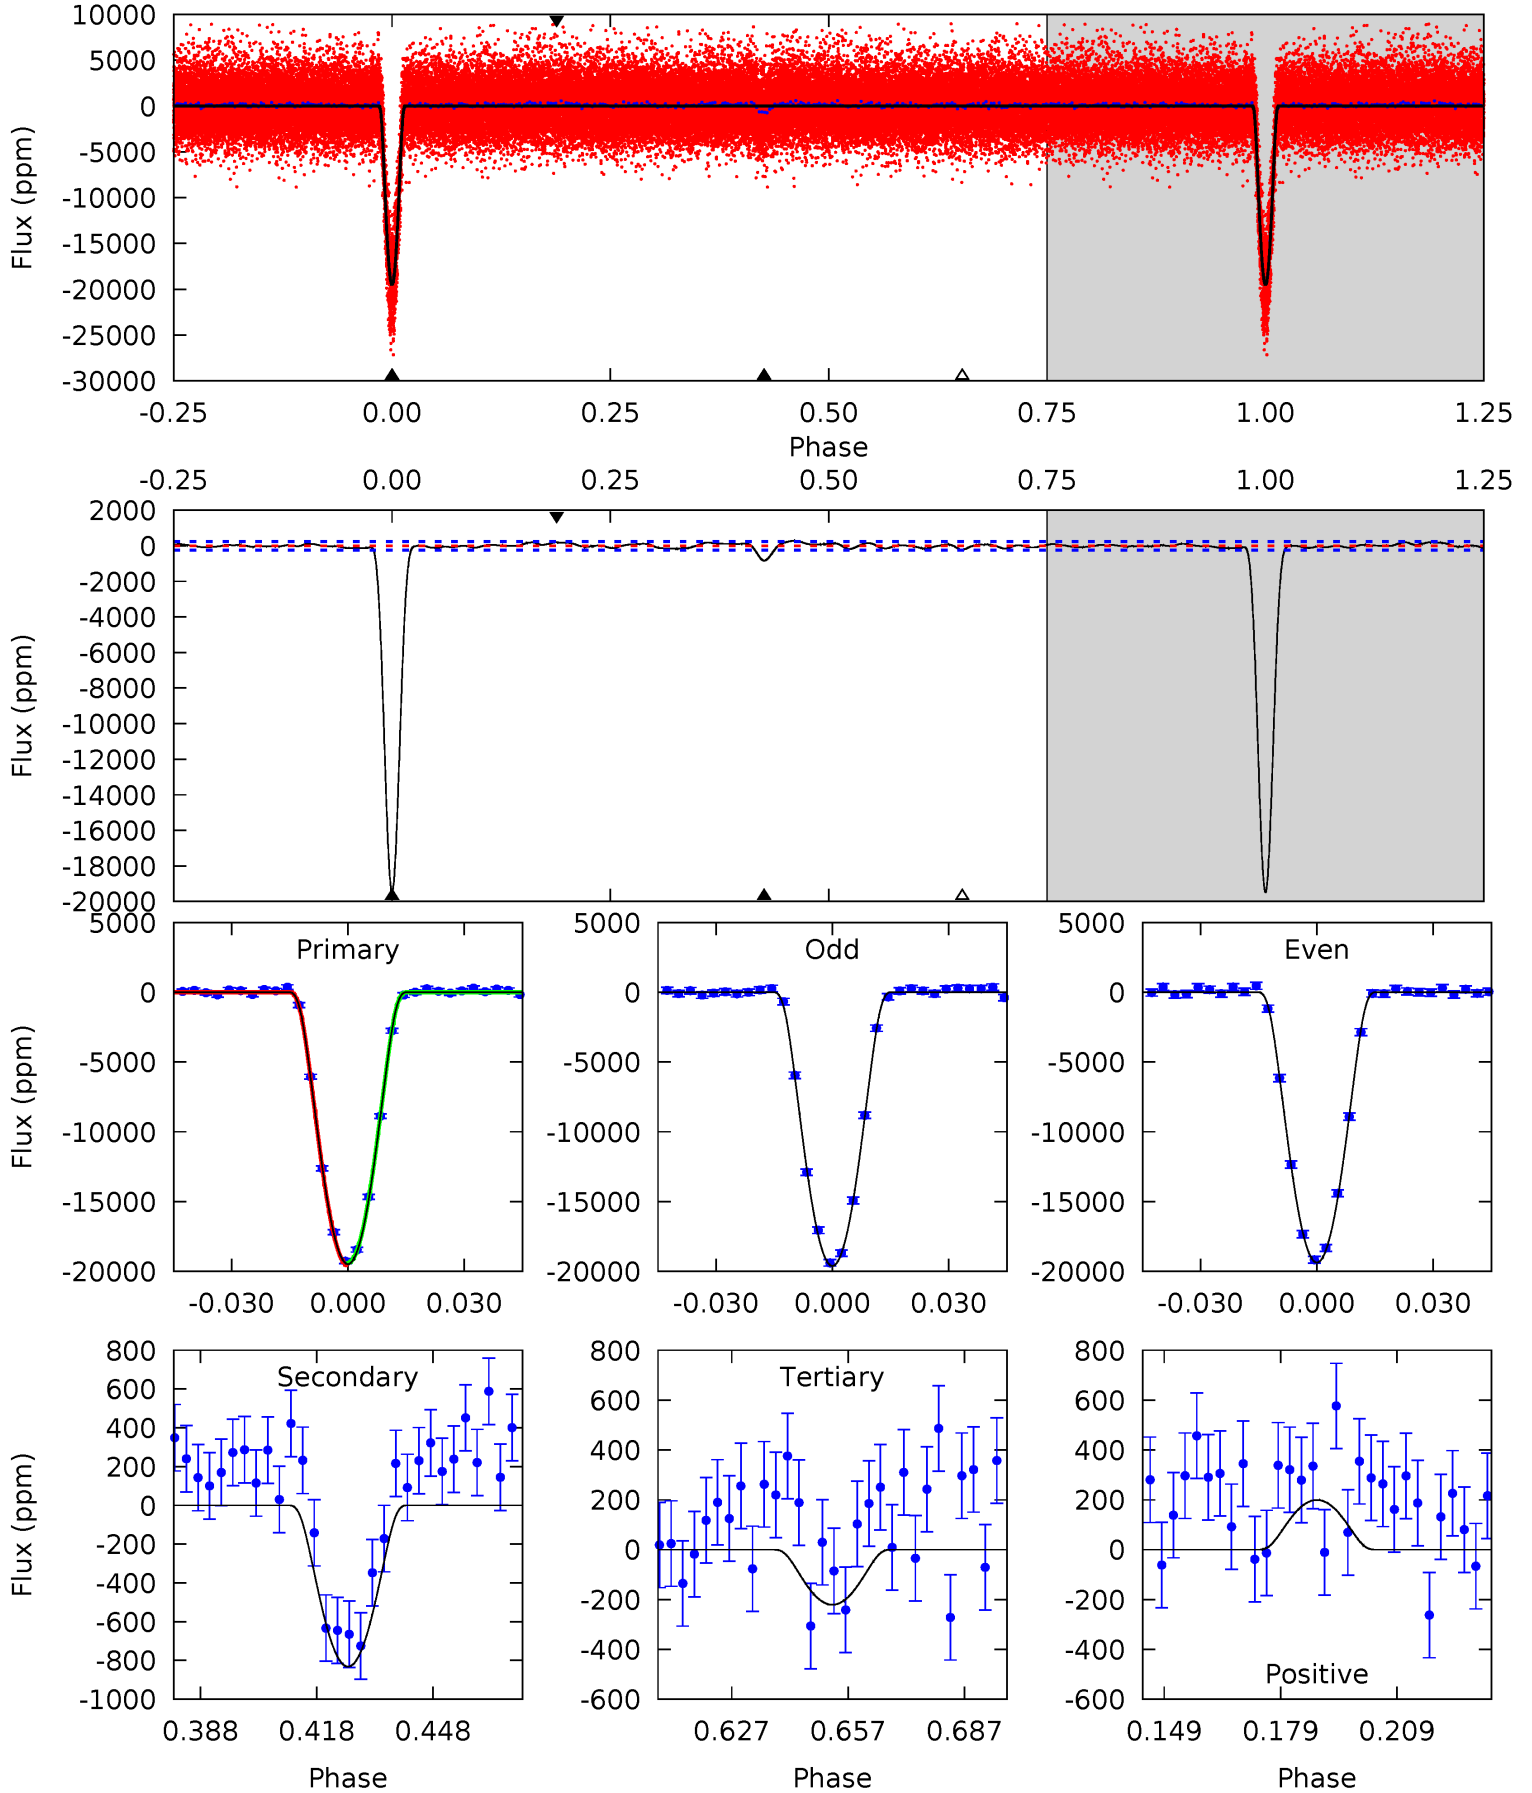 10000
5000
0
-5000
-10000
-15000
-20000
-25000
-30000
Flux (ppm)
-0.25 0.00 0.25 0.50 0.75 1.00 1.25
Phase
-0.25 0.00 0.25 0.50 0.75 1.00 1.25
2000
0
-2000
-4000
-6000
-8000
-10000
-12000
-14000
-16000
-18000
-20000
Flux (ppm)
5000
0
-5000
-10000
-15000
-20000
Flux (ppm)
Primary
-0.030 0.000 0.030
5000
0
-5000
-10000
-15000
-20000
Odd
-0.030 0.000 0.030
5000
0
-5000
-10000
-15000
-20000
Even
-0.030 0.000 0.030
800
600
400
200
0
-200
-400
-600
-800
-1000
Flux (ppm)
Secondary
0.388 0.418 0.448
Phase
800
600
400
200
0
-200
-400
-600
Tertiary
0.627 0.657 0.687
Phase
800
600
400
200
0
-200
-400
-600
Positive
0.149 0.179 0.209
Phase